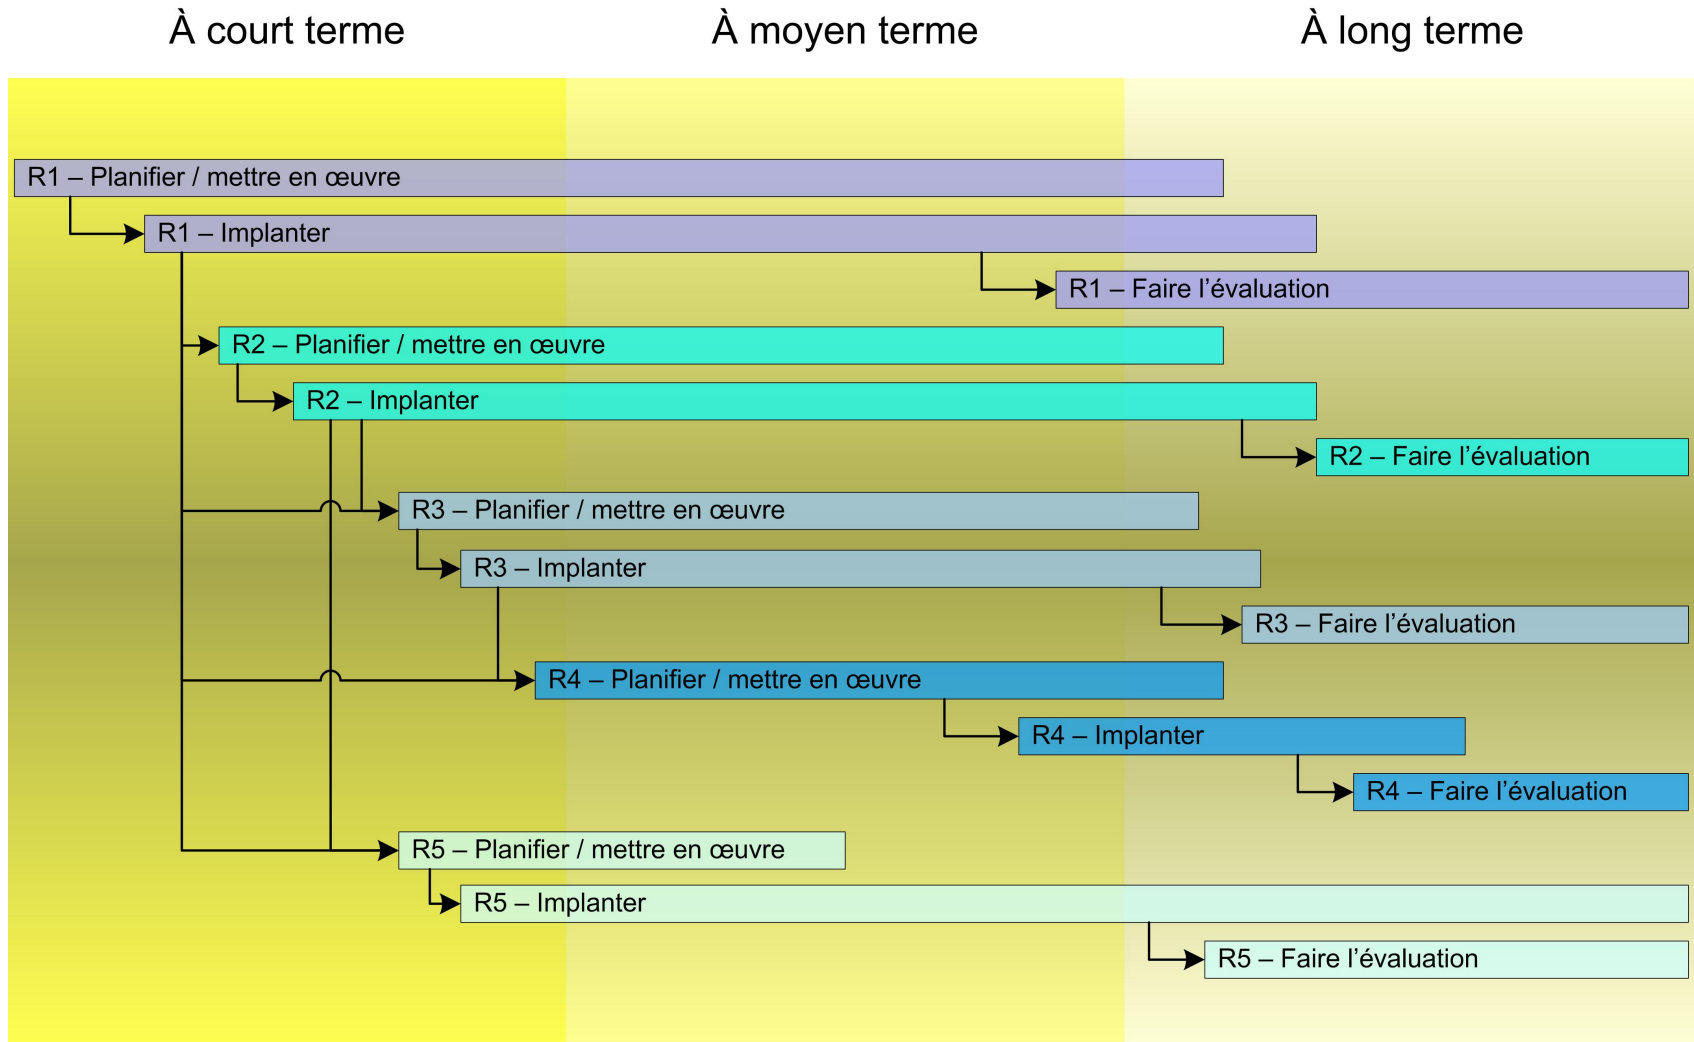 À court terme
À moyen terme
À long terme
R1 – Planifier / mettre en œuvre
R1 – Implanter
R1 – Faire l’évaluation
R2 – Planifier / mettre en œuvre
R2 – Implanter
R2 – Faire l’évaluation
R3 – Planifier / mettre en œuvre
R3 – Implanter
R3 – Faire l’évaluation
R4 – Planifier / mettre en œuvre
R4 – Implanter
R4 – Faire l’évaluation
R5 – Planifier / mettre en œuvre
R5 – Implanter
R5 – Faire l’évaluation